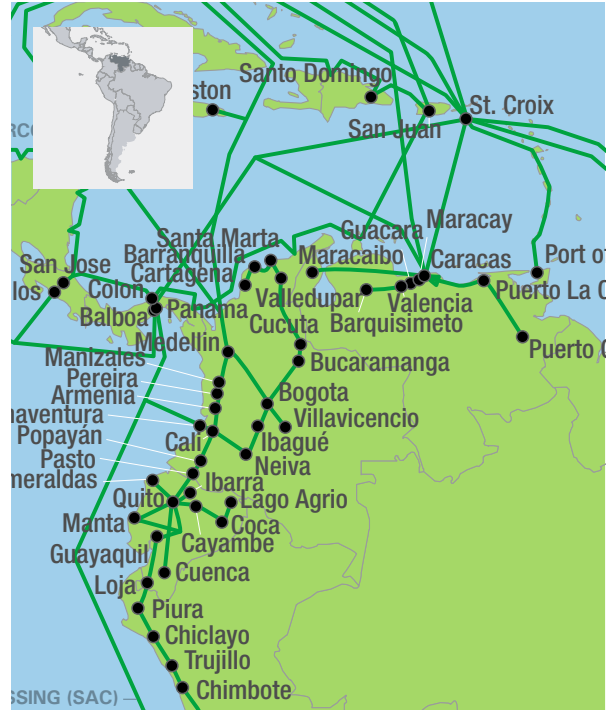 Santo Domingo
ston
St. Croix
San Juan
RCO
Guacara
Maracay
Santa Marta
Barranquilla
Maracaibo
Cartagena
Caracas
San Jose
Colon
Port of
los
Panama
Valledupar
Valencia
Puerto La C
Balboa
Cucuta
Barquisimeto
Medellin
Puerto O
Manizales
Bucaramanga
Pereira
Armenia
Bogota
naventura
Villavicencio
Popayán
Cali
Ibagué
Pasto
Neiva
meraldas
Ibarra
Quito
Lago Agrio
Manta
Coca
Guayaquil
Cayambe
Loja
Cuenca
Piura
Chiclayo
Trujillo
SSING (SAC)
Chimbote